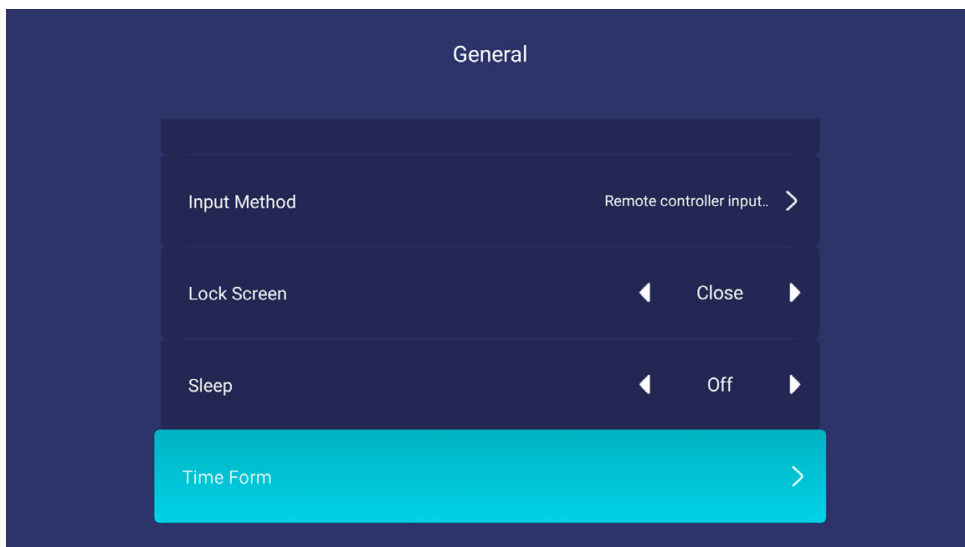 General
Input Method Remote controller input..
Lock Screen Close
Sleep Off
Time Form